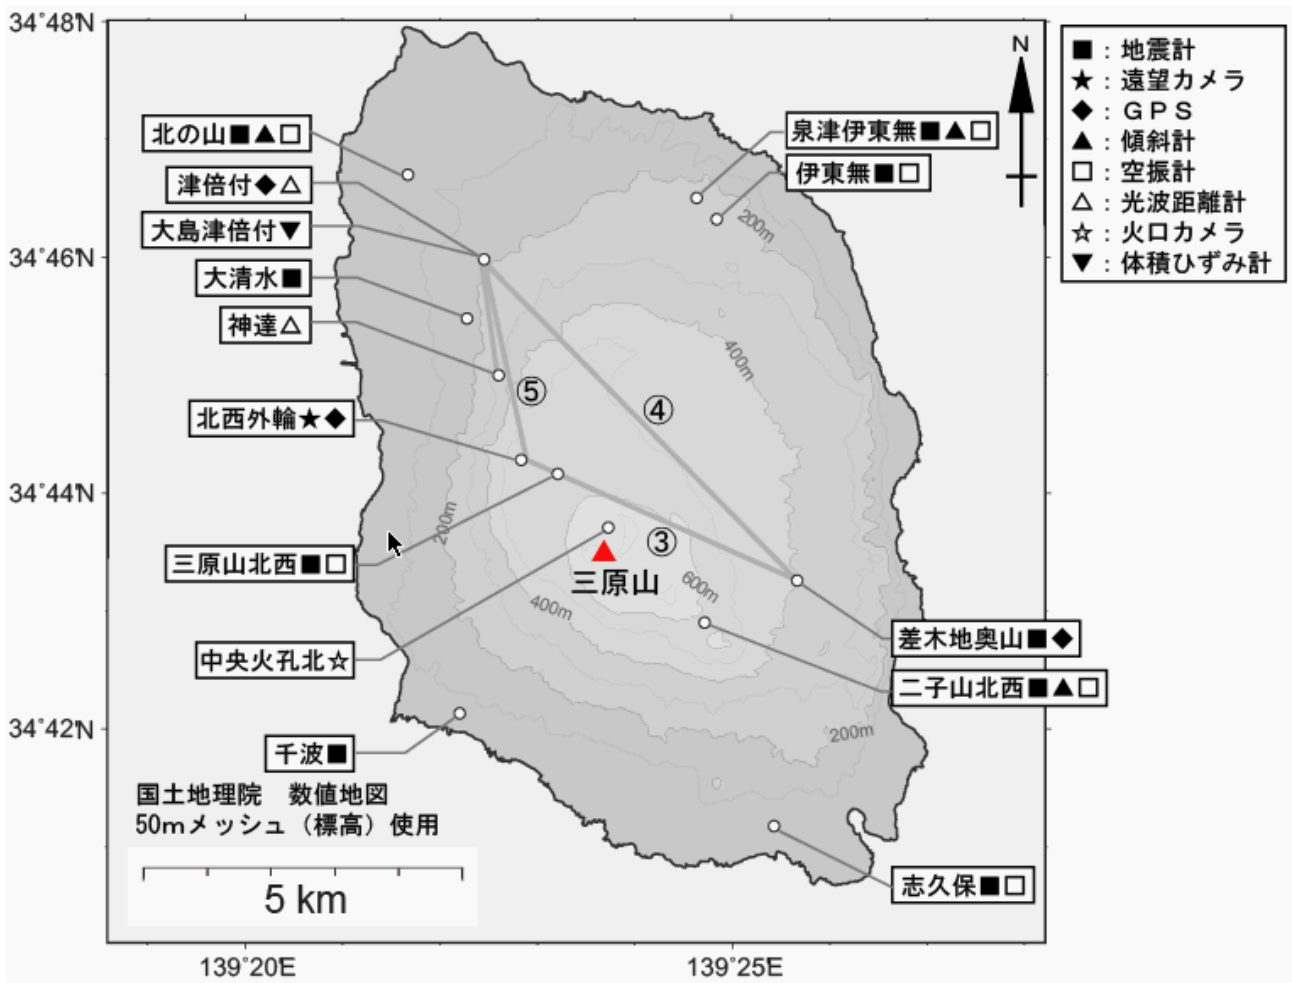 34°48'N
34°46'N
34°44'N
34°42'N
139°20'E
139°25'E
N
■：地震計
★：遠望カメラ
◆：ＧＰＳ
▲：傾斜計
□：空振計
△：光波距離計
☆：火口カメラ
▼：体積ひずみ計
北の山■▲□
津倍付◆△
大島津倍付▼
大清水■
神達△
北西外輪★◆
三原山北西■□
中央火孔北☆
千波■
泉津伊東無■▲□
伊東無■□
差木地奥山■◆
二子山北西■▲□
志久保■□
200m
400m
⑤
④
③
200m
三原山
600m
400m
200m
国土地理院　数値地図
50mメッシュ（標高）使用
5 km